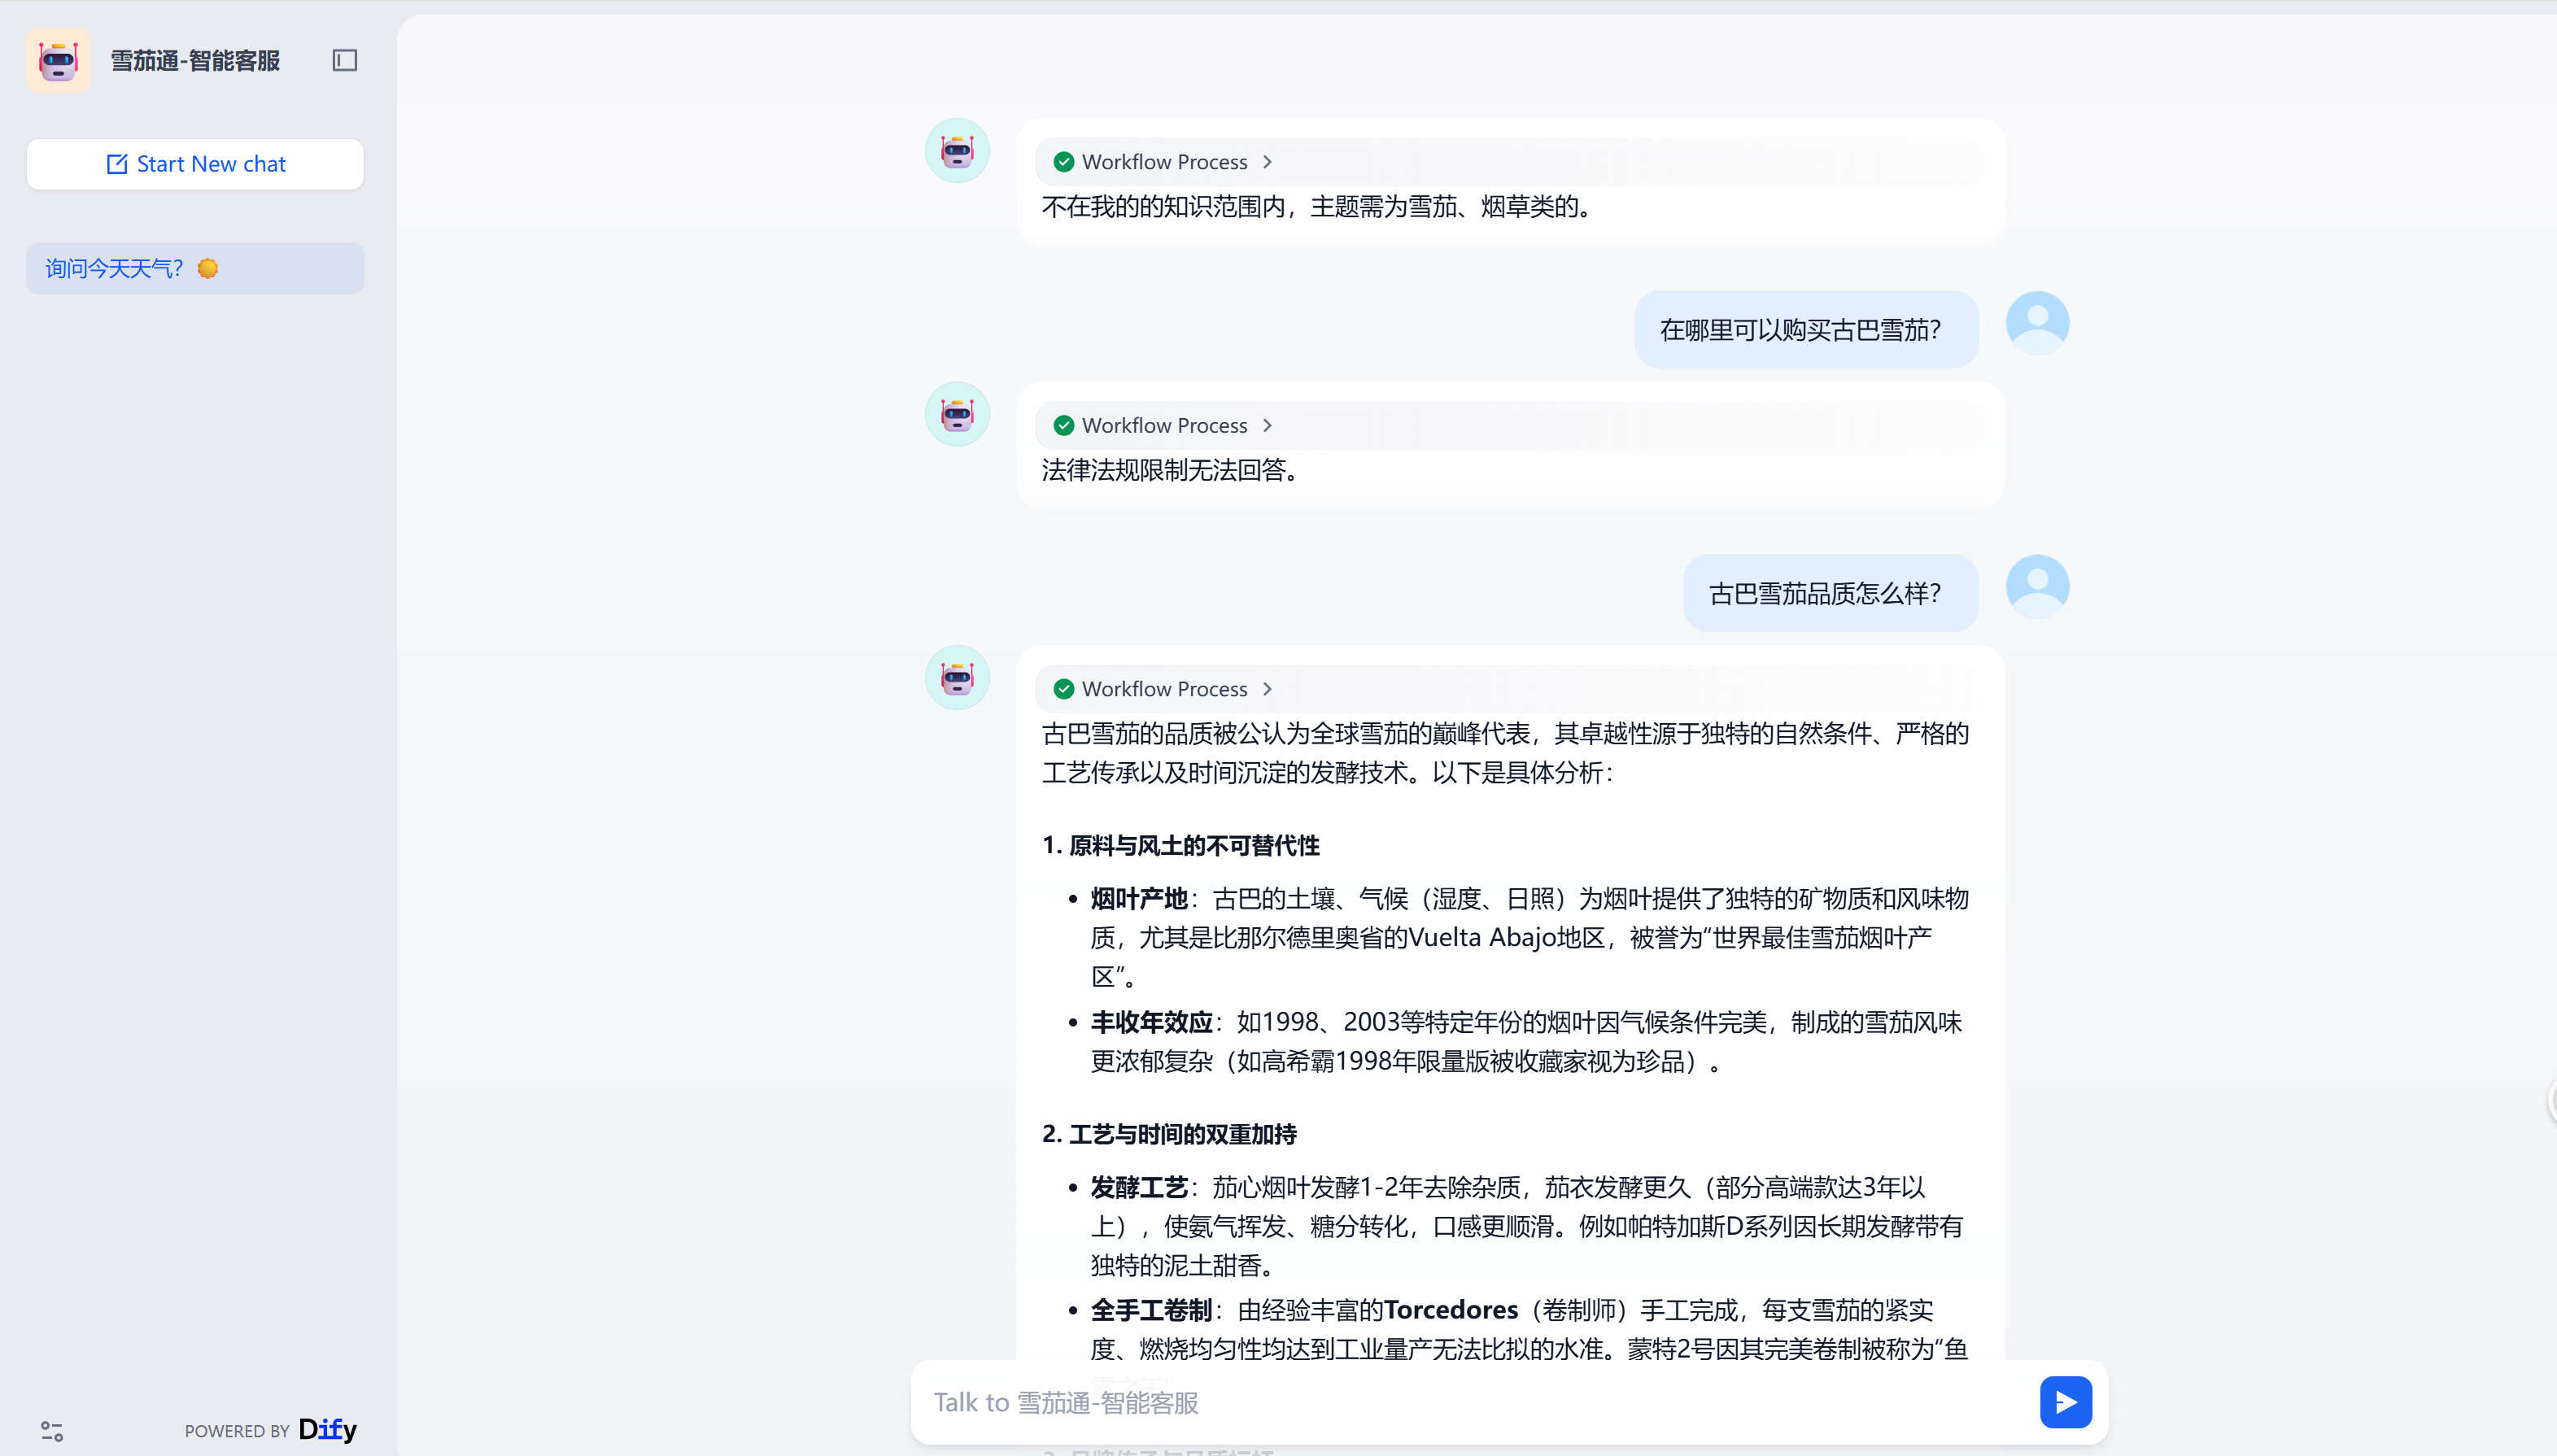 雪茄通-智能客服
Start New chat
询问今天天气？
Workflow Process
不在我的的知识范围内，主题需为雪茄、烟草类的。
在哪里可以购买古巴雪茄？
Workflow Process
法律法规限制无法回答。
古巴雪茄品质怎么样？
Workflow Process
古巴雪茄的品质被公认为全球雪茄的巅峰代表，其卓越性源于独特的自然条件、严格的
工艺传承以及时间沉淀的发酵技术。以下是具体分析：
1. 原料与风土的不可替代性
• 烟叶产地：古巴的土壤、气候（湿度、日照）为烟叶提供了独特的矿物质和风味物
质，尤其是比那尔德里奥省的Vuelta Abajo地区，被誉为“世界最佳雪茄烟叶产
区”。
• 丰收年效应：如1998、2003等特定年份的烟叶因气候条件完美，制成的雪茄风味
更浓郁复杂（如高希霸1998年限量版被收藏家视为珍品）。
2. 工艺与时间的双重加持
• 发酵工艺：茄心烟叶发酵1-2年去除杂质，茄衣发酵更久（部分高端款达3年以
上），使氨气挥发、糖分转化，口感更顺滑。例如帕特加斯D系列因长期发酵带有
独特的泥土甜香。
• 全手工卷制：由经验丰富的Torcedores（卷制师）手工完成，每支雪茄的紧实
度、燃烧均匀性均达到工业量产无法比拟的水准。蒙特2号因其完美卷制被称为“鱼
Talk to 雪茄通-智能客服
POWERED BY Dify